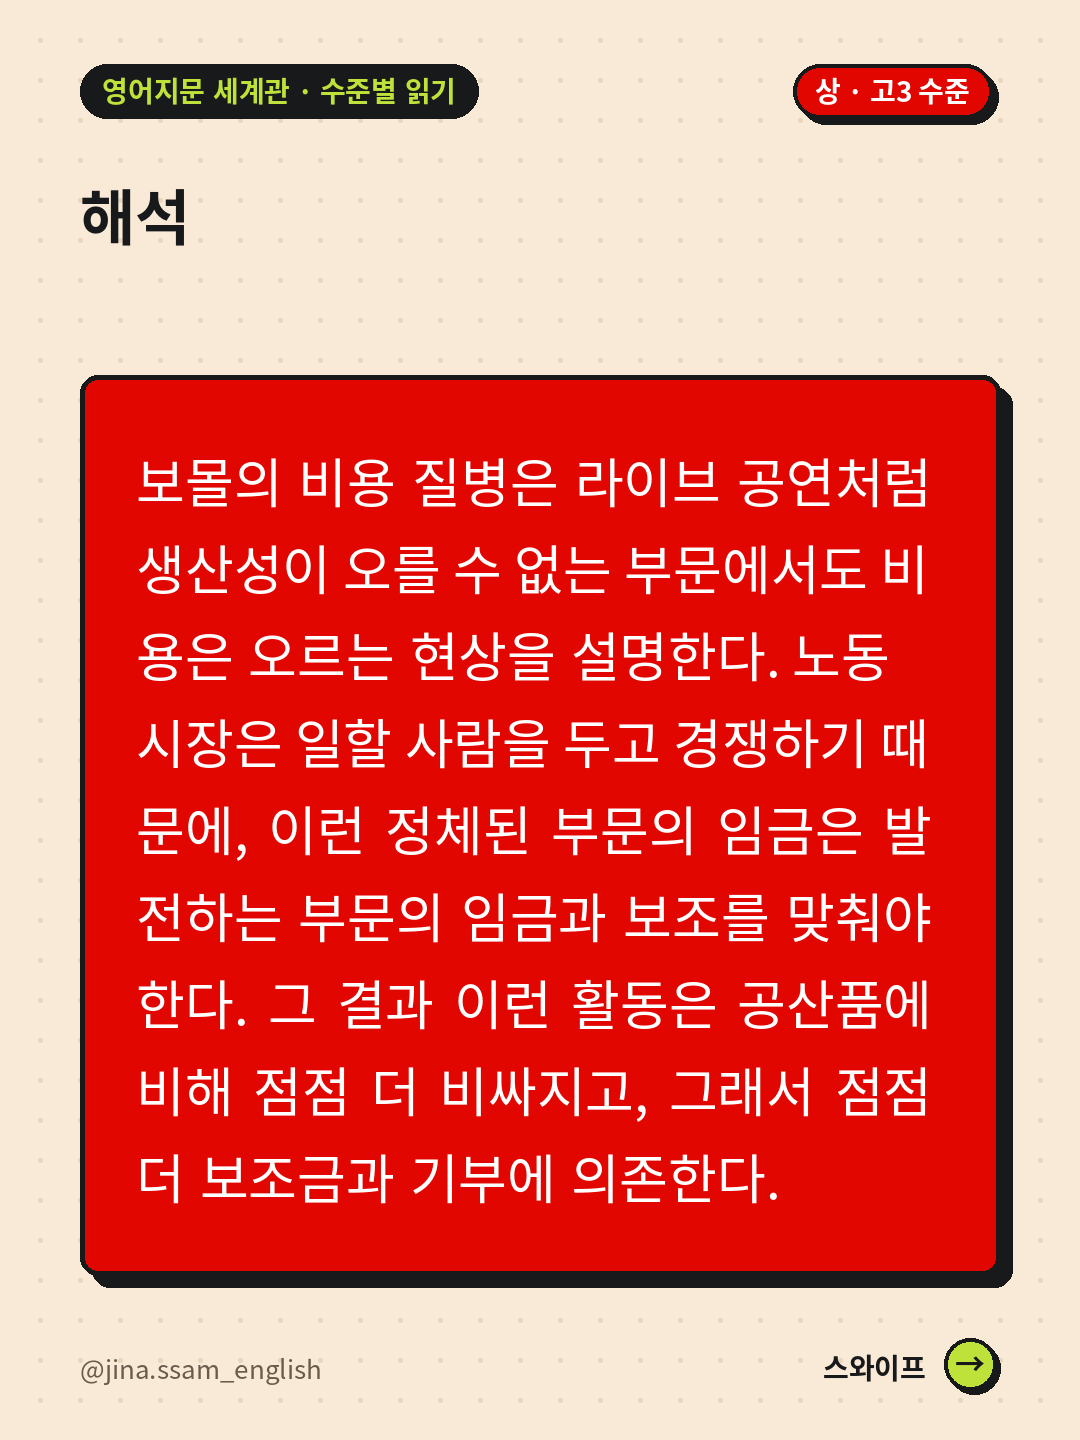 영어지문 세계관 · 수준별 읽기
상 · 고3 수준
해석
보몰의 비용 질병은 라이브 공연처럼
생산성이 오를 수 없는 부문에서도 비
용은 오르는 현상을 설명한다. 노동
시장은 일할 사람을 두고 경쟁하기 때
문에, 이런 정체된 부문의 임금은 발
전하는 부문의 임금과 보조를 맞춰야
한다. 그 결과 이런 활동은 공산품에
비해 점점 더 비싸지고, 그래서 점점
더 보조금과 기부에 의존한다.
@jina.ssam_english
스와이프 →